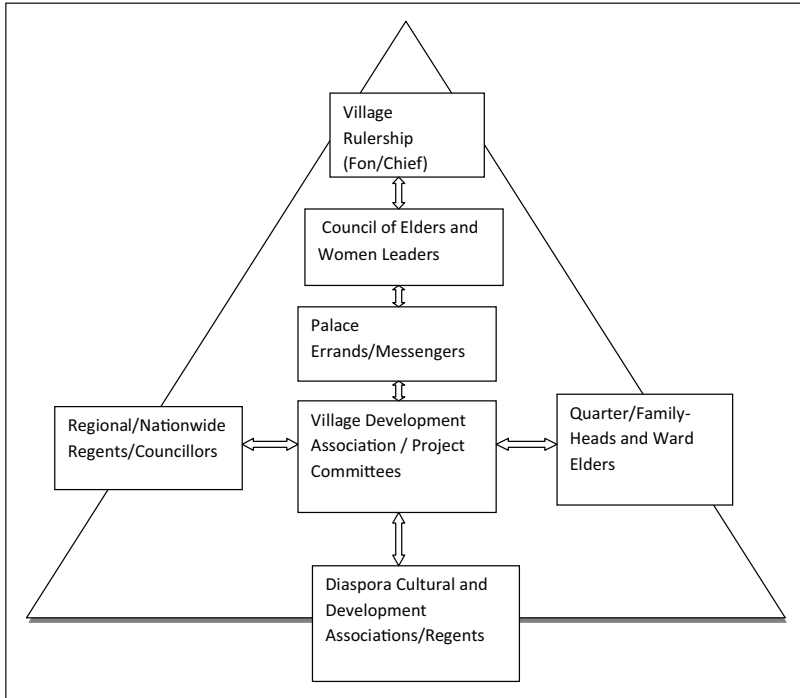 Village
Rulership
(Fon/Chief)
Council of Elders and
Women Leaders
Palace
Errands/Messengers
Regional/Nationwide
Regents/Councillors
Village Development
Association / Project
Committees
Quarter/Family-
Heads and Ward
Elders
Diaspora Cultural and
Development
Associations/Regents